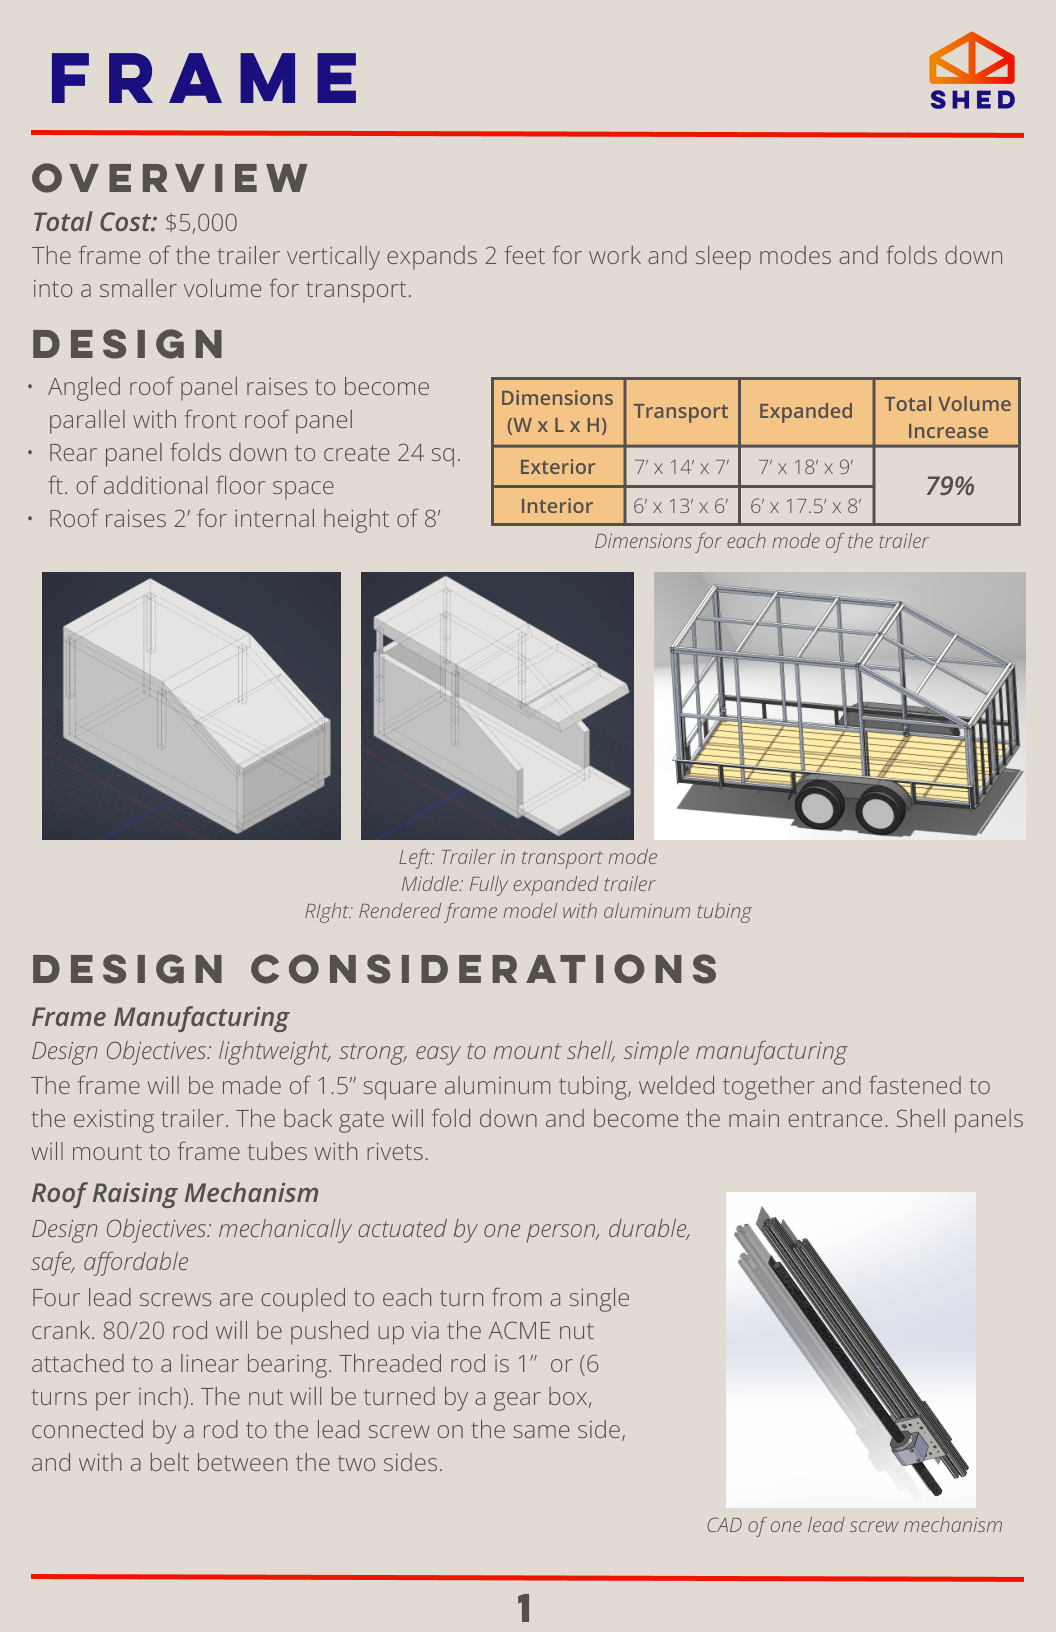 FRAME
SHED
OVERVIEW
Total Cost: $5,000
The frame of the trailer vertically expands 2 feet for work and sleep modes and folds down
into a smaller volume for transport.
DESIGN
• Angled roof panel raises to become
parallel with front roof panel
• Rear panel folds down to create 24 sq.
ft. of additional floor space
• Roof raises 2’ for internal height of 8’
Dimensions (W x L x H) Transport Expanded Total Volume Increase
Exterior 7’ x 14’ x 7’ 7’ x 18’ x 9’ 79%
Interior 6’ x 13’ x 6’ 6’ x 17.5’ x 8’
Dimensions for each mode of the trailer
Left: Trailer in transport mode
Middle: Fully expanded trailer
RIght: Rendered frame model with aluminum tubing
DESIGN CONSIDERATIONS
Frame Manufacturing
Design Objectives: lightweight, strong, easy to mount shell, simple manufacturing
The frame will be made of 1.5” square aluminum tubing, welded together and fastened to
the existing trailer. The back gate will fold down and become the main entrance. Shell panels
will mount to frame tubes with rivets.
Roof Raising Mechanism
Design Objectives: mechanically actuated by one person, durable,
safe, affordable
Four lead screws are coupled to each turn from a single
crank. 80/20 rod will be pushed up via the ACME nut
attached to a linear bearing. Threaded rod is 1” or (6
turns per inch). The nut will be turned by a gear box,
connected by a rod to the lead screw on the same side,
and with a belt between the two sides.
CAD of one lead screw mechanism
1